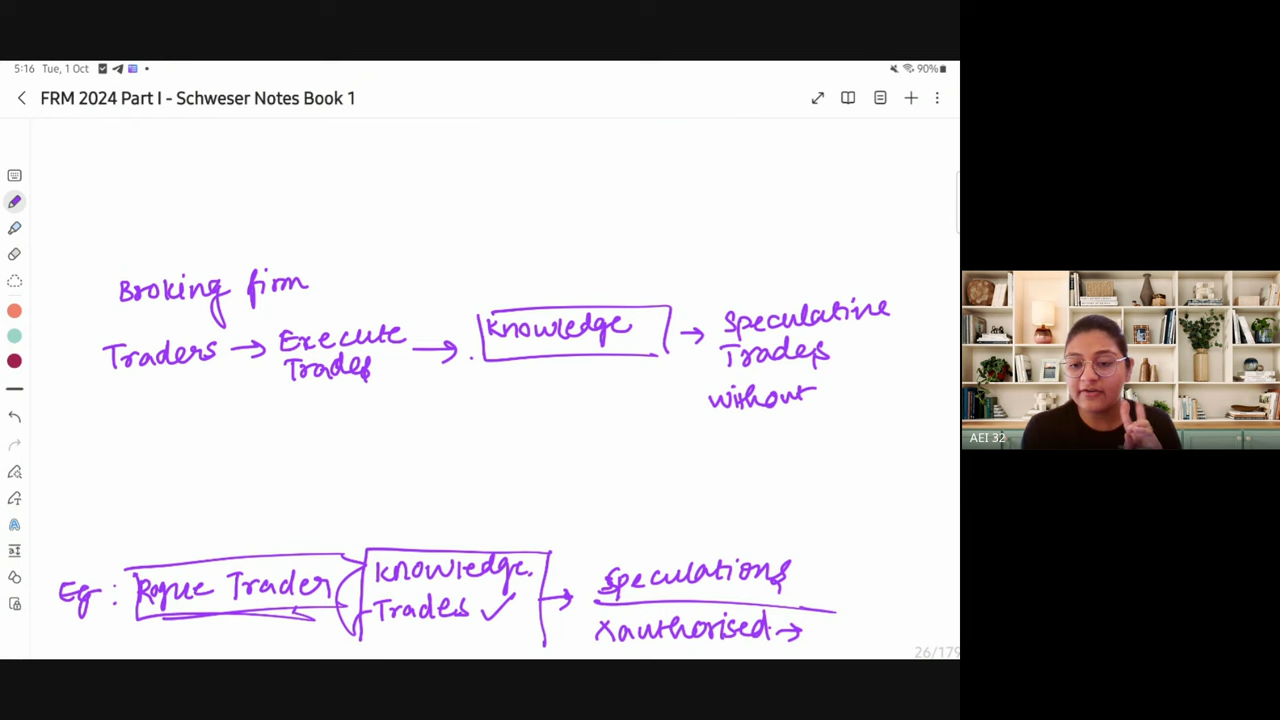 5:16 Tue, 1 Oct
90%
FRM 2024 Part I - Schweser Notes Book 1
Broking firm
Traders → Execute Trades → Knowledge → Speculative Trades
without
Eg : Rogue Trader Knowledge. Trades ✓ → Speculations
x authorised →
26/179
AEI 32